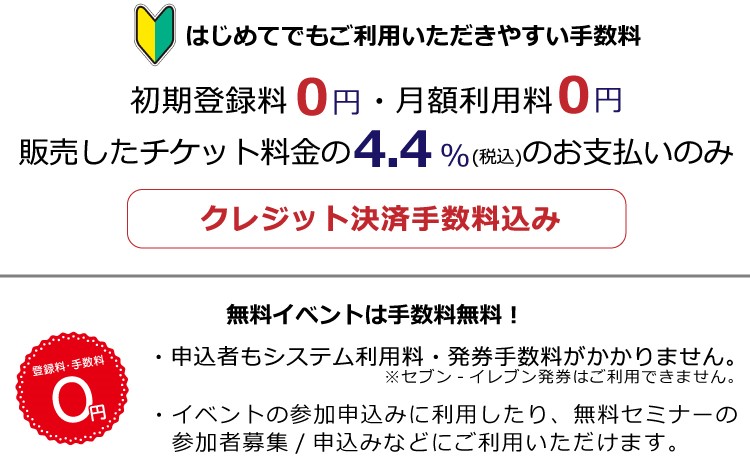 はじめてでもご利用いただきやすい手数料
初期登録料0円・月額利用料0円
販売したチケット料金の4.4%(税込)のお支払いのみ
クレジット決済手数料込み
無料イベントは手数料無料！
登録料・手数料
0円
・申込者もシステム利用料・発券手数料がかかりません。
※セブン-イレブン発券はご利用できません。
・イベントの参加申込みに利用したり、無料セミナーの
参加者募集/申込みなどにご利用いただけます。